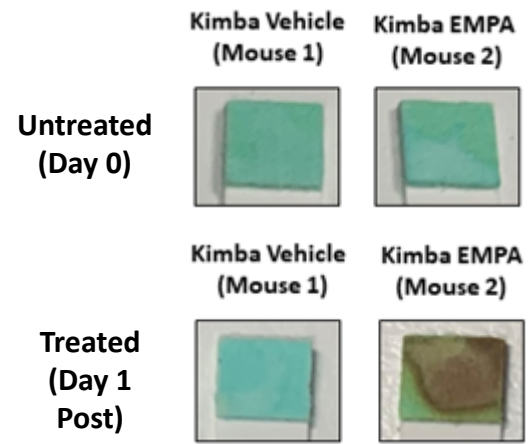 Kimba Vehicle
(Mouse 1)
Kimba EMPA
(Mouse 2)
Untreated
(Day 0)
Kimba Vehicle
(Mouse 1)
Kimba EMPA
(Mouse 2)
Treated
(Day 1
Post)